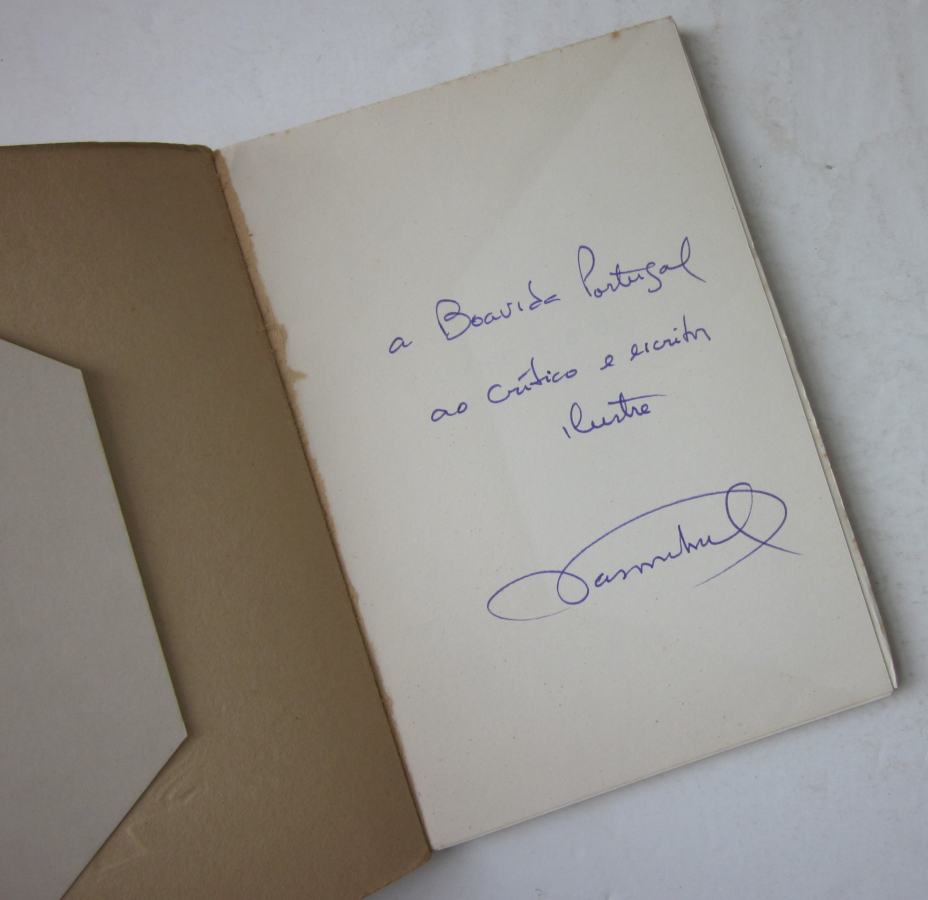 a Boavida Portugal
ao crítico e escritor
ilustre